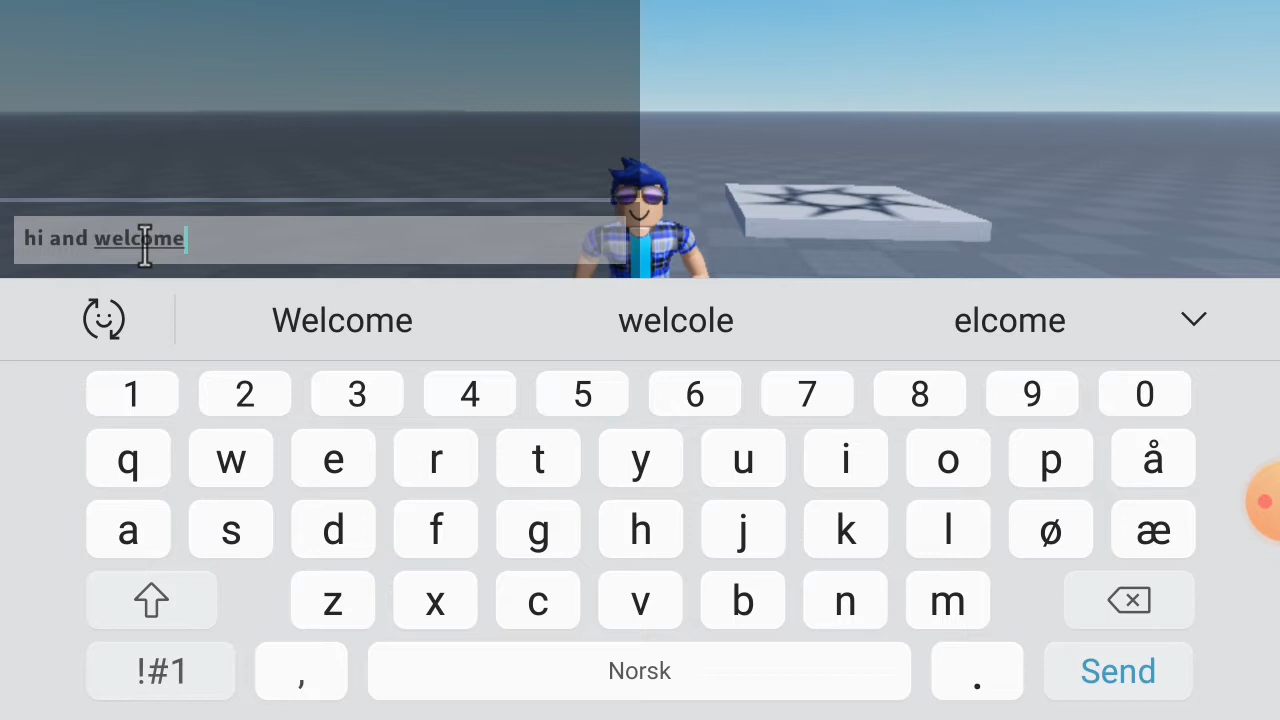 hi and welcome
Welcome welcole elcome
1 2 3 4 5 6 7 8 9 0
q w e r t y u i o p å
a s d f g h j k l ø æ
z x c v b n m
!#1 , Norsk . Send